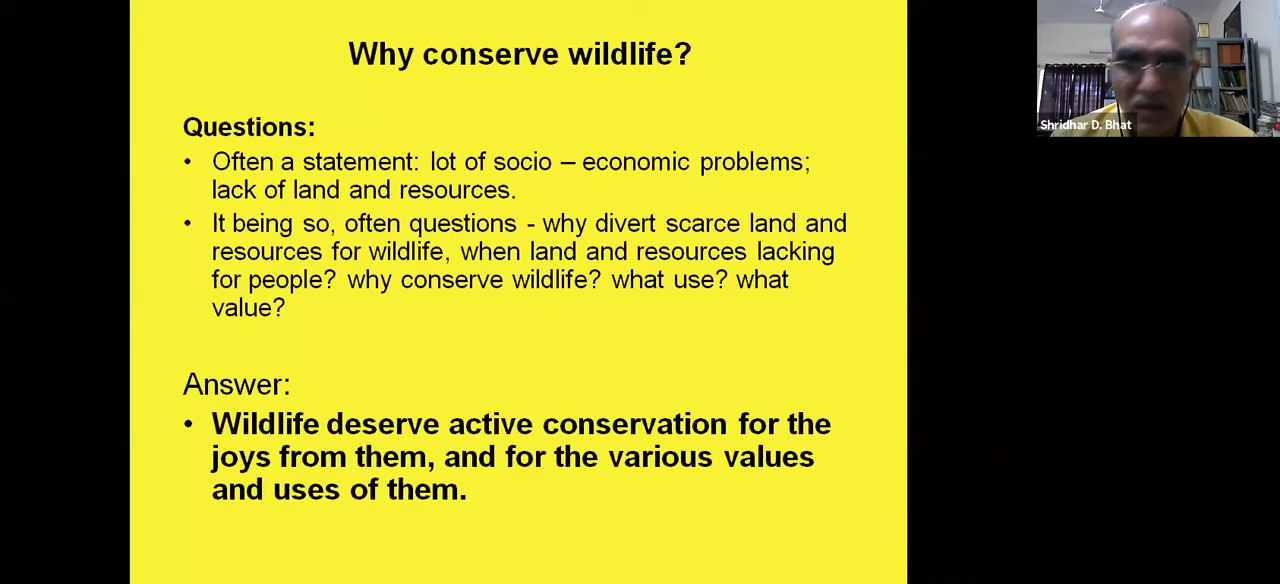 Why conserve wildlife?
Questions:
• Often a statement: lot of socio – economic problems;
lack of land and resources.
• It being so, often questions - why divert scarce land and
resources for wildlife, when land and resources lacking
for people? why conserve wildlife? what use? what
value?
Answer:
• Wildlife deserve active conservation for the
joys from them, and for the various values
and uses of them.
Shridhar D. Bhat